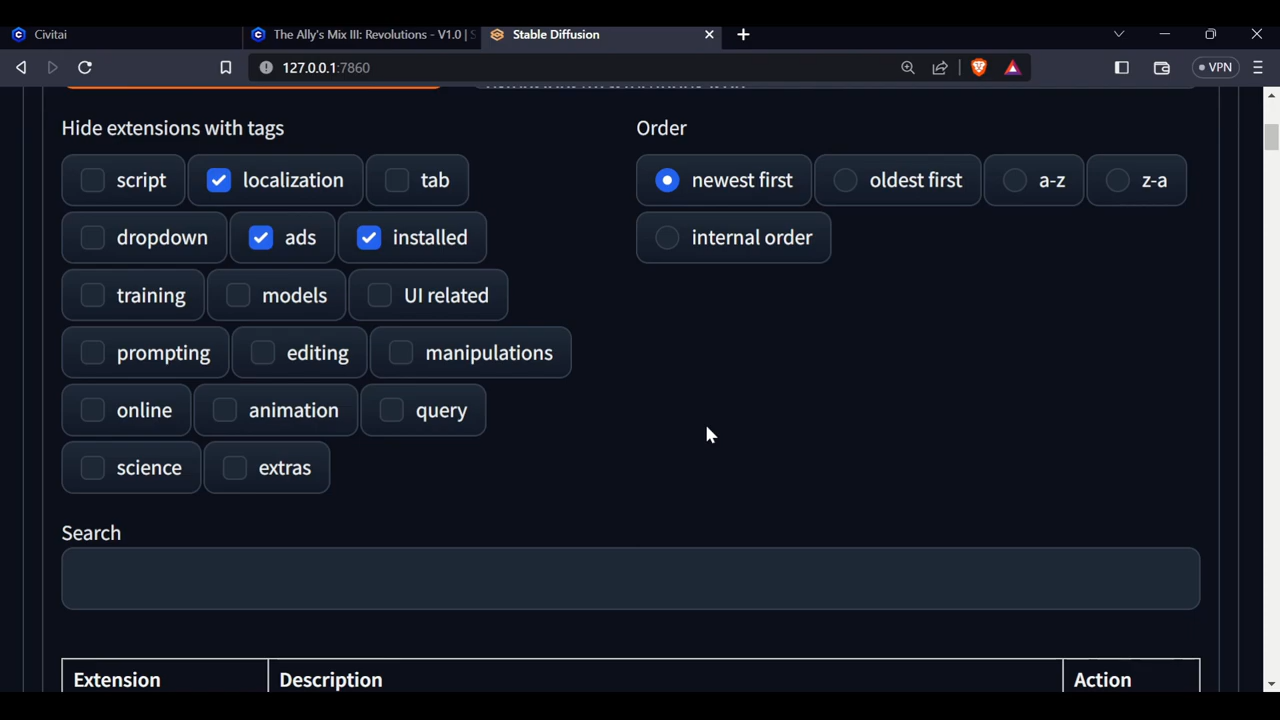 Civitai
The Ally's Mix III: Revolutions - V1.0 | S
Stable Diffusion
127.0.0.1:7860
VPN
Hide extensions with tags
Order
script
localization
tab
newest first
oldest first
a-z
z-a
dropdown
ads
installed
internal order
training
models
UI related
prompting
editing
manipulations
online
animation
query
science
extras
Search
Extension
Description
Action